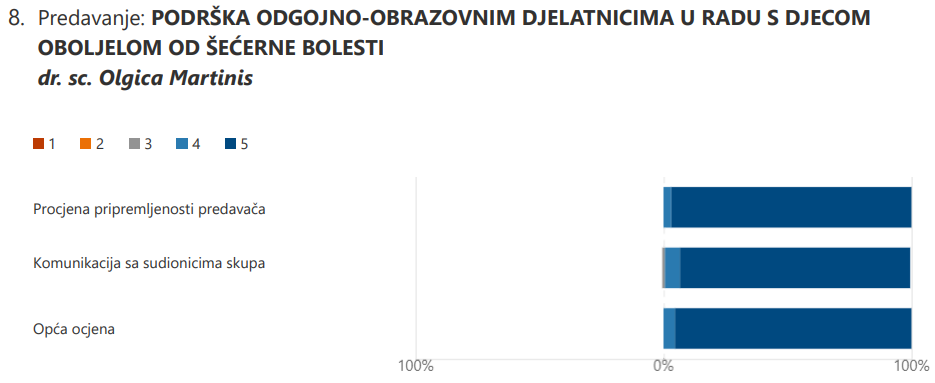 8. Predavanje: PODRŠKA ODGOJNO-OBRAZOVNIM DJELATNICIMA U RADU S DJECOM
OBOLJELOM OD ŠEĆERNE BOLESTI
dr. sc. Olgica Martinis
1 2 3 4 5
Procjena pripremljenosti predavača
Komunikacija sa sudionicima skupa
Opća ocjena
100% 0% 100%